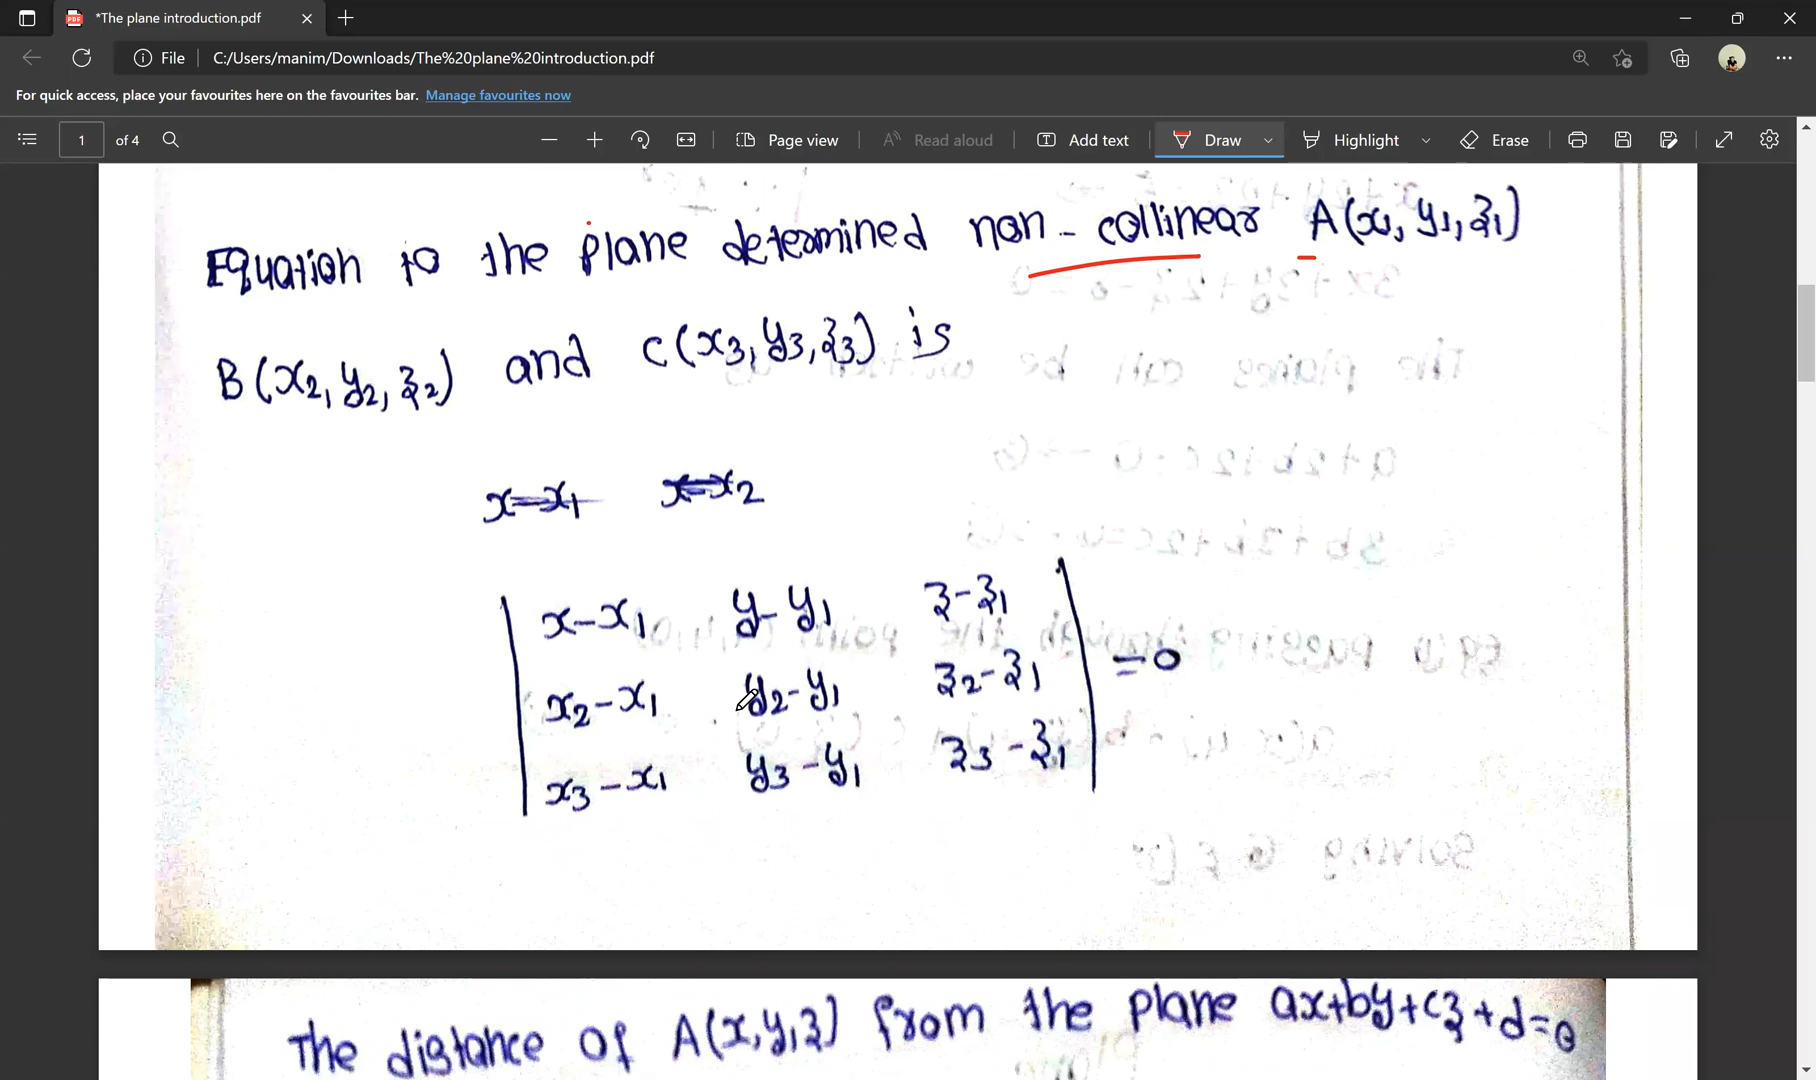 *The plane introduction.pdf
File C:/Users/manim/Downloads/The%20plane%20introduction.pdf
For quick access, place your favourites here on the favourites bar. Manage favourites now
1 of 4 Page view Read aloud Add text Draw Highlight Erase
Equation to the plane determined non-collinear A(x1, y1, z1)
B(x2, y2, z2) and C(x3, y3, z3) is
x-x1 x-x2
x-x1 y-y1 z-z1
x2-x1 y2-y1 z2-z1 =0
x3-x1 y3-y1 z3-z1
The distance of A(x,y,z) from the plane ax+by+cz+d=0